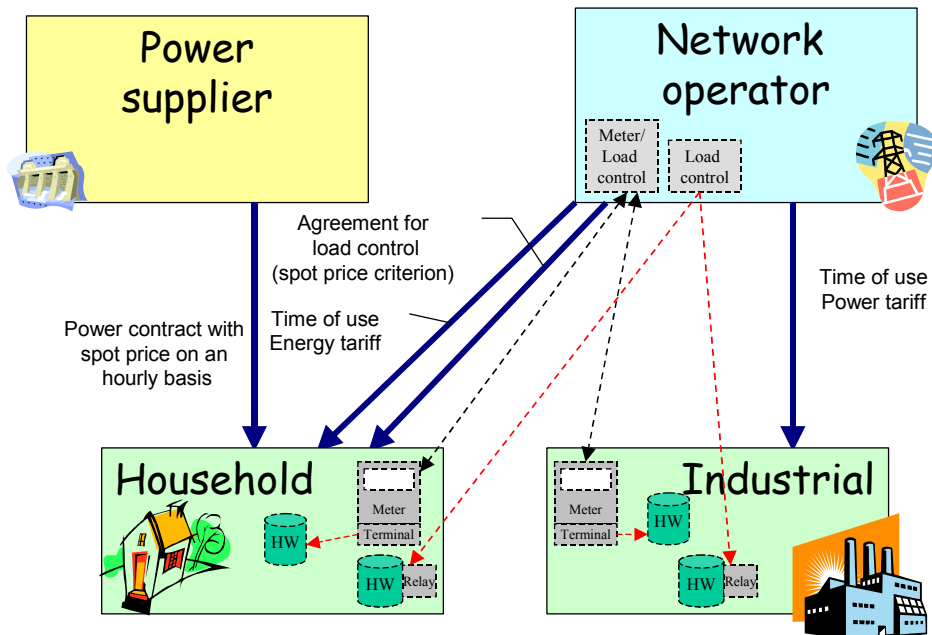 Power
supplier
Network
operator
Meter/
Load
control
Load
control
Agreement for
load control
(spot price criterion)
Time of use
Energy tariff
Time of use
Power tariff
Power contract with
spot price on an
hourly basis
Household
Meter
Terminal
HW
HW
Relay
Industrial
Meter
Terminal
HW
HW
Relay